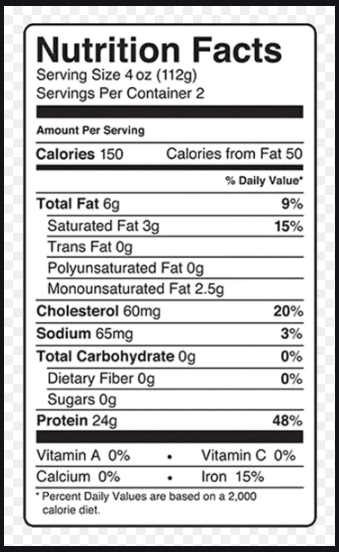 Nutrition Facts
Serving Size 4 oz (112g)
Servings Per Container 2
Amount Per Serving
Calories 150 Calories from Fat 50
% Daily Value*
Total Fat 6g 9%
Saturated Fat 3g 15%
Trans Fat 0g
Polyunsaturated Fat 0g
Monounsaturated Fat 2.5g
Cholesterol 60mg 20%
Sodium 65mg 3%
Total Carbohydrate 0g 0%
Dietary Fiber 0g 0%
Sugars 0g
Protein 24g 48%
Vitamin A 0% • Vitamin C 0%
Calcium 0% • Iron 15%
* Percent Daily Values are based on a 2,000
calorie diet.